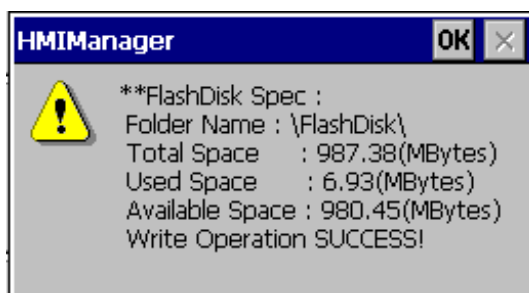 HMIManager OK
**FlashDisk Spec :
Folder Name : \FlashDisk\
Total Space : 987.38(MBytes)
Used Space : 6.93(MBytes)
Available Space : 980.45(MBytes)
Write Operation SUCCESS!